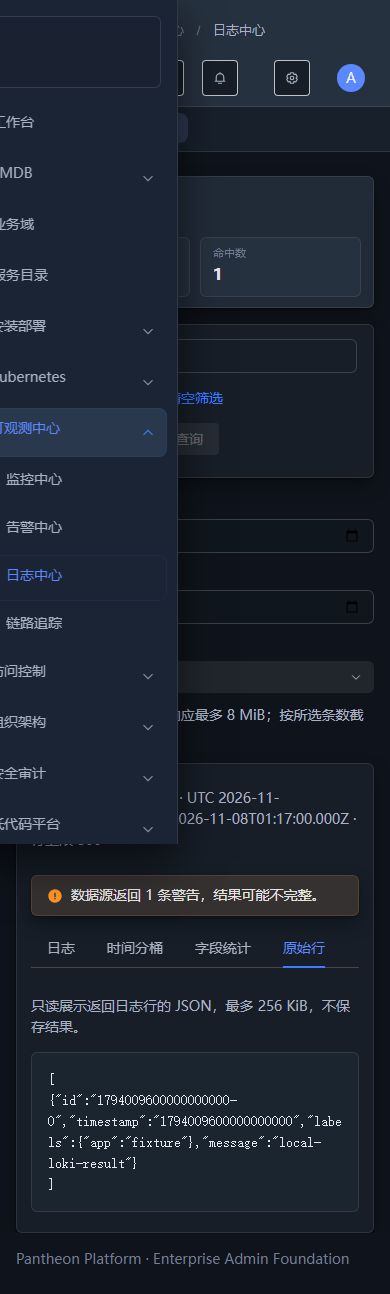 / 日志中心
A
工作台
MDB
业务域
命中数
1
服务目录
安装部署
ubernetes
清空筛选
可观测中心
查询
监控中心
告警中心
日志中心
链路追踪
访问控制
组织架构
响应最多 8 MiB；按所选条数截
安全审计
· UTC 2026-11-
低代码平台
026-11-08T01:17:00.000Z ·
数据源返回 1 条警告，结果可能不完整。
日志 时间分桶 字段统计 原始行
只读展示返回日志行的 JSON，最多 256 KiB，不保
存结果。
[
{"id":"1794009600000000000-
0","timestamp":"1794009600000000000","labe
ls":{"app":"fixture"},"message":"local-
loki-result"}
]
Pantheon Platform · Enterprise Admin Foundation